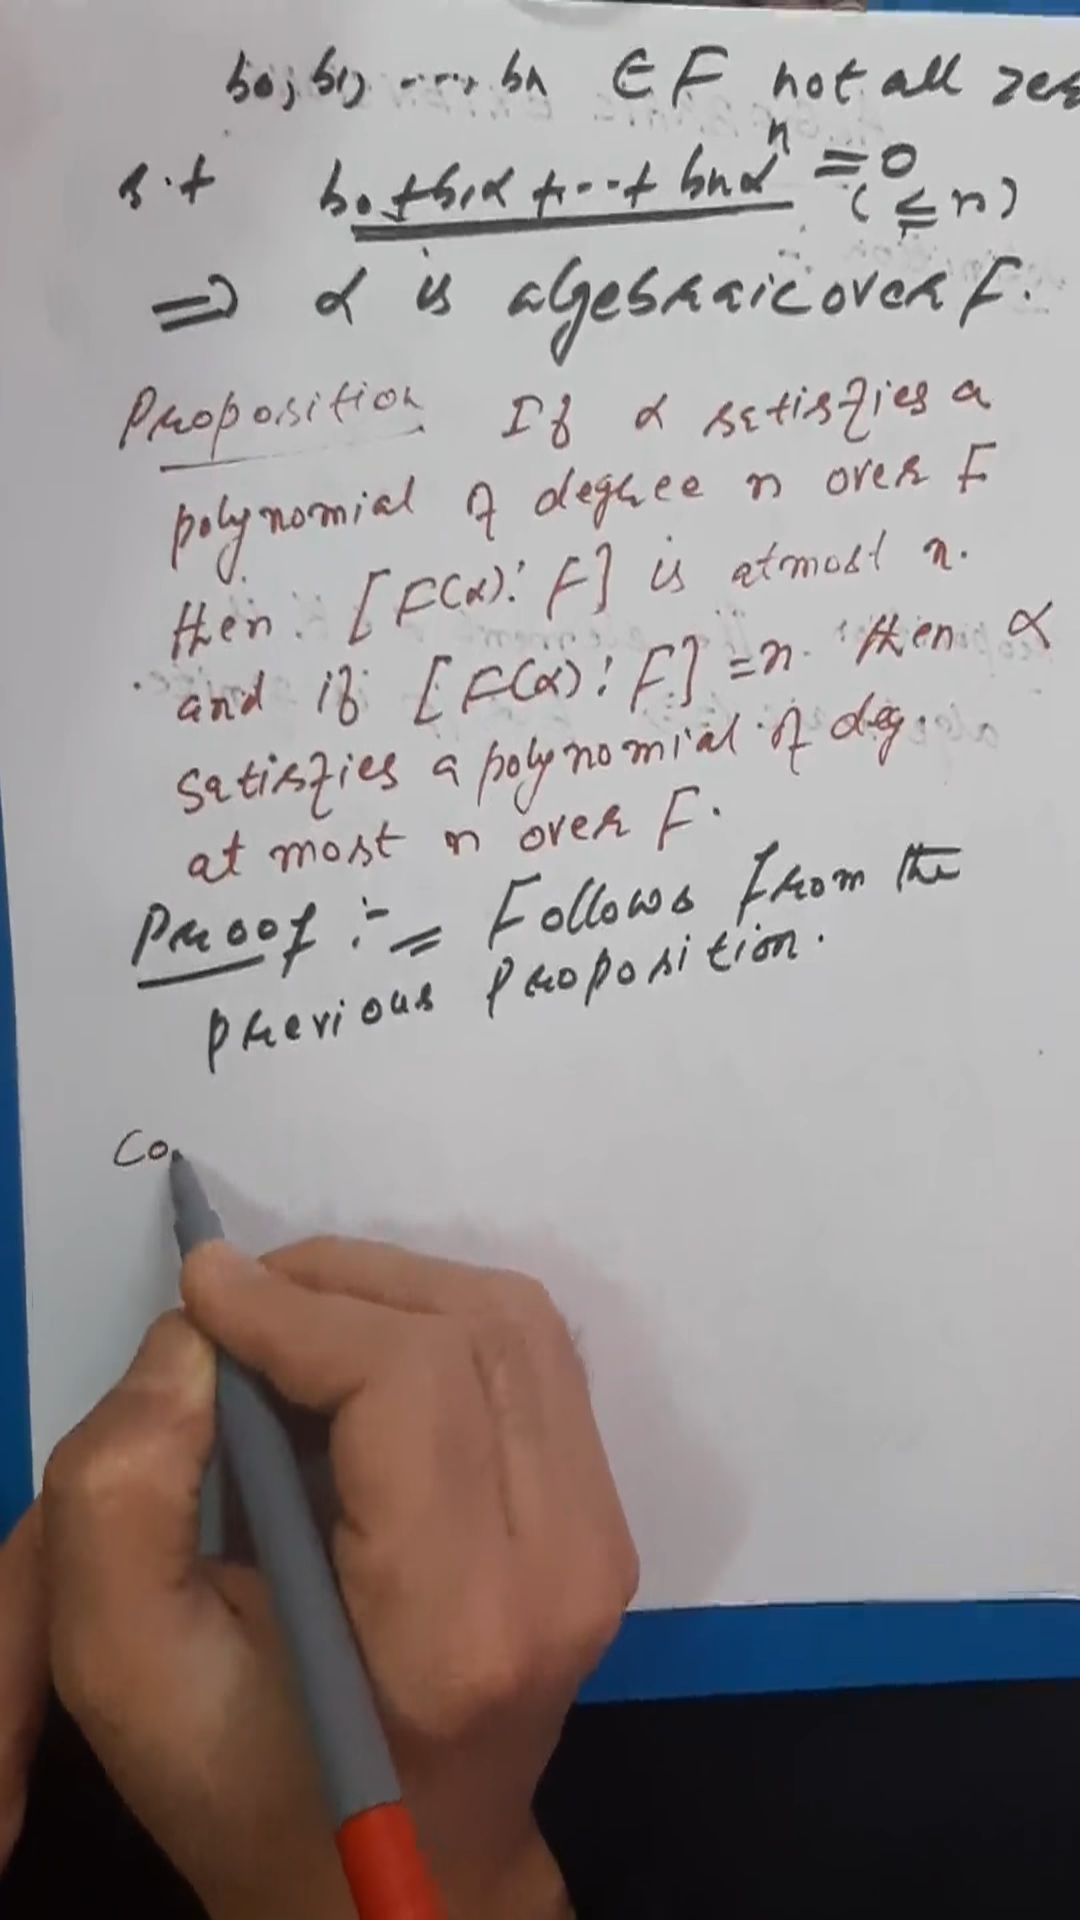 b0, b1, ...., bn ∈ F not all zer
s.t b0+b1α+...+bnα^n = 0
(≤ n)
⇒ α is algebraic over F.
Proposition If α satisfies a
polynomial of degree n over F
then [F(α): F] is atmost n.
and if [F(α): F] = n then α
satisfies a polynomial of deg.
at most n over F.
Proof :- Follows from the
previous proposition.
Co